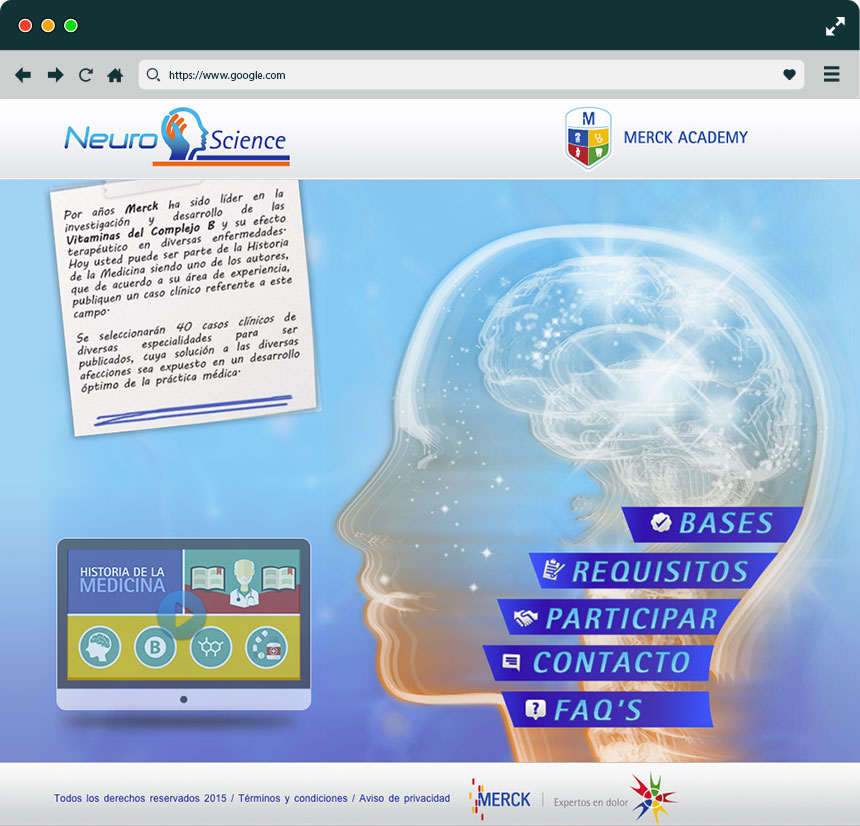 https://www.google.com
Neuro Science
M
MERCK ACADEMY
Por años Merck ha sido líder en la
investigación y desarrollo de las
Vitaminas del Complejo B y su efecto
terapéutico en diversas enfermedades.
Hoy usted puede ser parte de la Historia
de la Medicina siendo uno de los autores,
que de acuerdo a su área de experiencia,
publiquen un caso clínico referente a este
campo.
Se seleccionarán 40 casos clínicos de
diversas especialidades para ser
publicados, cuya solución a las diversas
afecciones sea expuesto en un desarrollo
óptimo de la práctica médica.
BASES
REQUISITOS
PARTICIPAR
CONTACTO
? FAQ'S
HISTORIA DE LA
MEDICINA
B
Todos los derechos reservados 2015 / Términos y condiciones / Aviso de privacidad
MERCK
Expertos en dolor